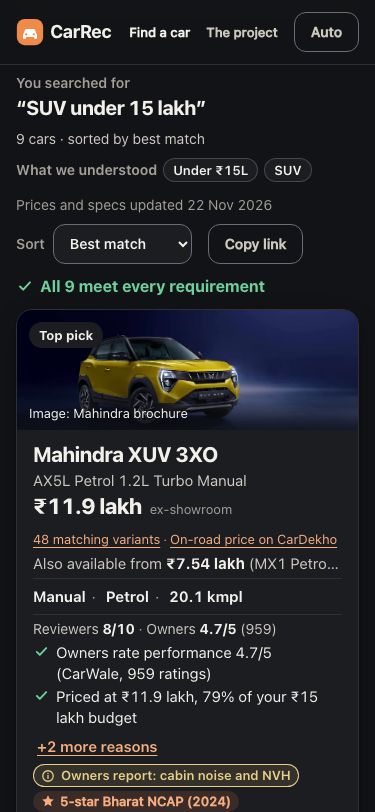 CarRec Find a car The project Auto
You searched for
“SUV under 15 lakh”
9 cars · sorted by best match
What we understood Under ₹15L SUV
Prices and specs updated 22 Nov 2026
Sort Best match Copy link
All 9 meet every requirement
Top pick
Image: Mahindra brochure
Mahindra XUV 3XO
AX5L Petrol 1.2L Turbo Manual
₹11.9 lakh ex-showroom
48 matching variants · On-road price on CarDekho
Also available from ₹7.54 lakh (MX1 Petro…
Manual · Petrol · 20.1 kmpl
Reviewers 8/10 · Owners 4.7/5 (959)
Owners rate performance 4.7/5
(CarWale, 959 ratings)
Priced at ₹11.9 lakh, 79% of your ₹15
lakh budget
+2 more reasons
Owners report: cabin noise and NVH
5-star Bharat NCAP (2024)